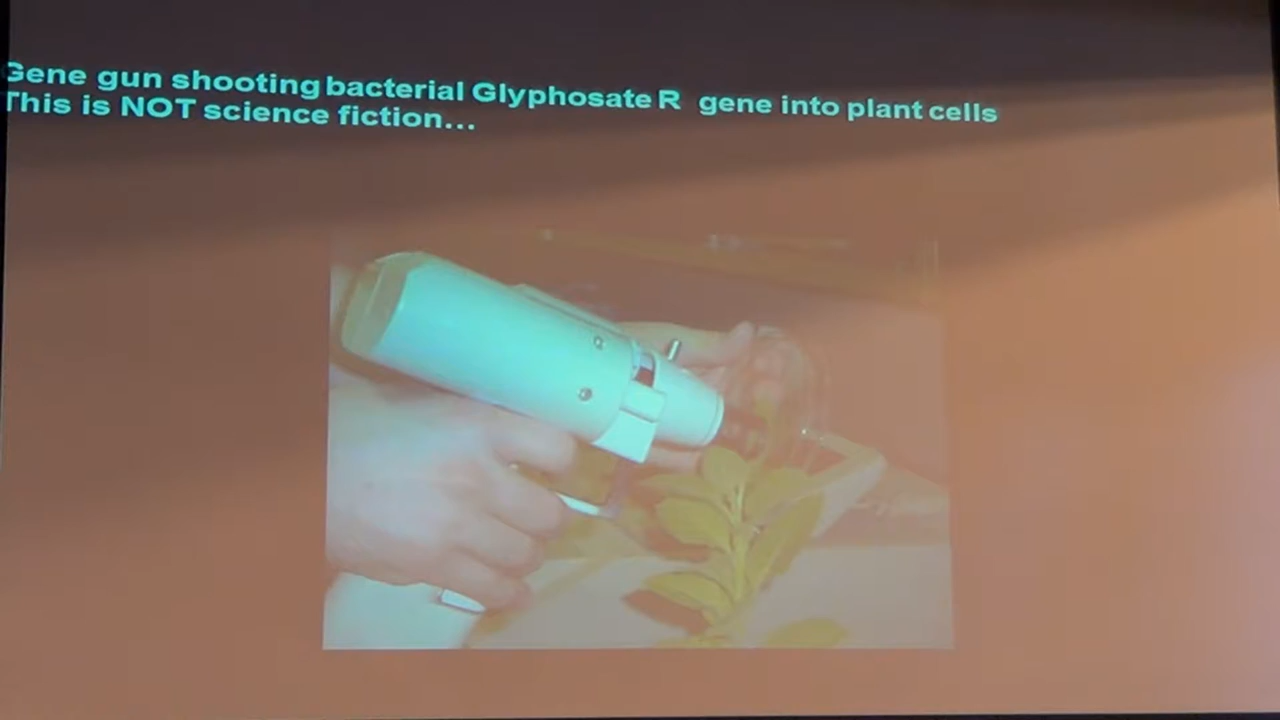 Gene gun shooting bacterial Glyphosate R gene into plant cells
This is NOT science fiction...